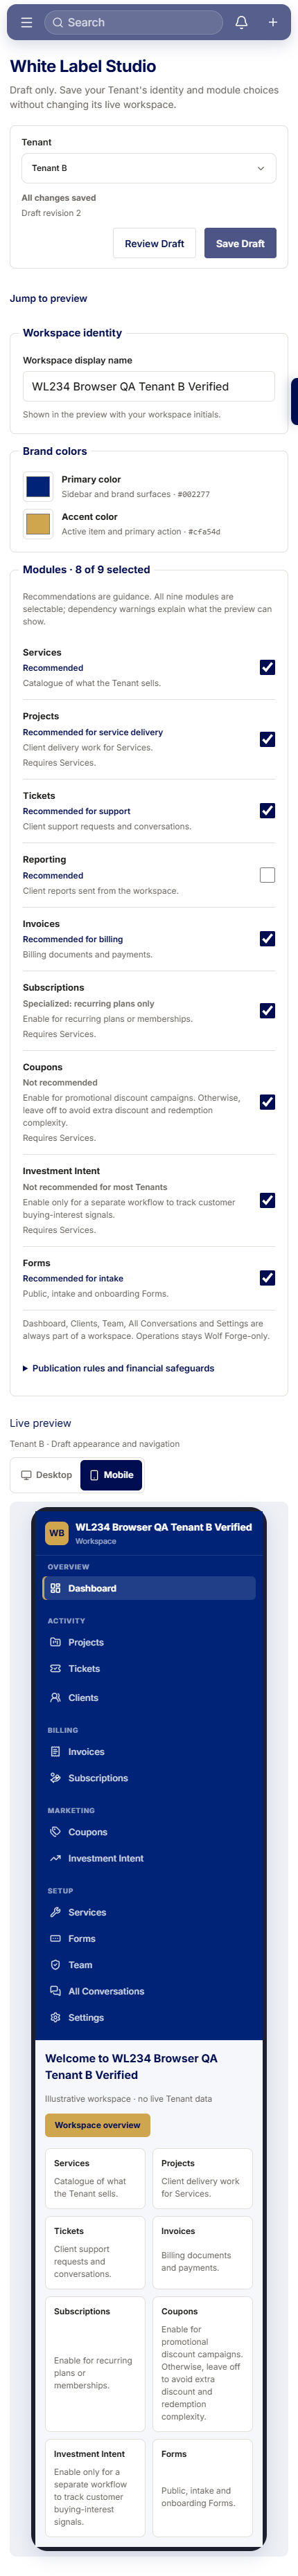 Search
White Label Studio
Draft only. Save your Tenant's identity and module choices
without changing its live workspace.
Tenant
Tenant B
All changes saved
Draft revision 2
Review Draft
Save Draft
Jump to preview
Workspace identity
Workspace display name
WL234 Browser QA Tenant B Verified
Shown in the preview with your workspace initials.
Brand colors
Primary color
Sidebar and brand surfaces · #002277
Accent color
Active item and primary action · #cfa54d
Modules · 8 of 9 selected
Recommendations are guidance. All nine modules are
selectable; dependency warnings explain what the preview can
show.
Services
Recommended
Catalogue of what the Tenant sells.
Projects
Recommended for service delivery
Client delivery work for Services.
Requires Services.
Tickets
Recommended for support
Client support requests and conversations.
Reporting
Recommended
Client reports sent from the workspace.
Invoices
Recommended for billing
Billing documents and payments.
Subscriptions
Specialized: recurring plans only
Enable for recurring plans or memberships.
Requires Services.
Coupons
Not recommended
Enable for promotional discount campaigns. Otherwise,
leave off to avoid extra discount and redemption
complexity.
Requires Services.
Investment Intent
Not recommended for most Tenants
Enable only for a separate workflow to track customer
buying-interest signals.
Requires Services.
Forms
Recommended for intake
Public, intake and onboarding Forms.
Dashboard, Clients, Team, All Conversations and Settings are
always part of a workspace. Operations stays Wolf Forge-only.
Publication rules and financial safeguards
Live preview
Tenant B · Draft appearance and navigation
Desktop
Mobile
WB
WL234 Browser QA Tenant B Verified
Workspace
OVERVIEW
Dashboard
ACTIVITY
Projects
Tickets
Clients
BILLING
Invoices
Subscriptions
MARKETING
Coupons
Investment Intent
SETUP
Services
Forms
Team
All Conversations
Settings
Welcome to WL234 Browser QA
Tenant B Verified
Illustrative workspace · no live Tenant data
Workspace overview
Services
Catalogue of what
the Tenant sells.
Projects
Client delivery work
for Services.
Tickets
Client support
requests and
conversations.
Invoices
Billing documents
and payments.
Subscriptions
Enable for recurring
plans or
memberships.
Coupons
Enable for
promotional
discount campaigns.
Otherwise, leave off
to avoid extra
discount and
redemption
complexity.
Investment Intent
Enable only for a
separate workflow
to track customer
buying-interest
signals.
Forms
Public, intake and
onboarding Forms.